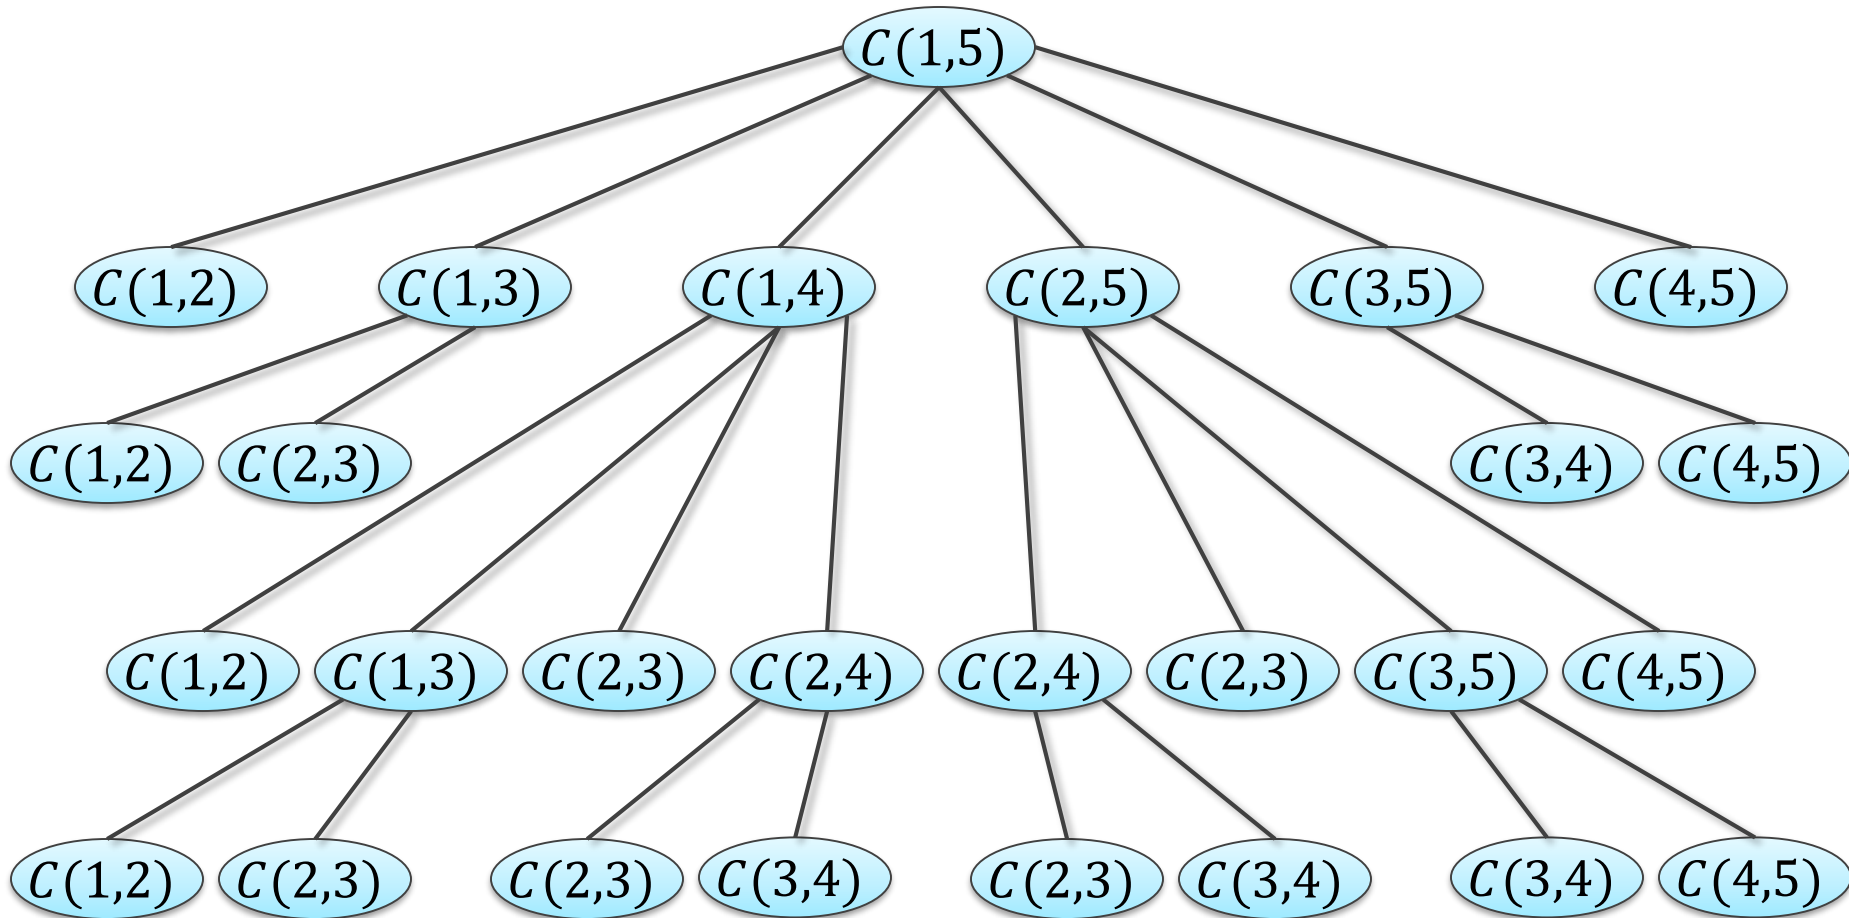 C(1,5)
C(1,2) C(1,3) C(1,4) C(2,5) C(3,5) C(4,5)
C(1,2) C(2,3) C(3,4) C(4,5)
C(1,2) C(1,3) C(2,3) C(2,4) C(2,4) C(2,3) C(3,5) C(4,5)
C(1,2) C(2,3) C(2,3) C(3,4) C(2,3) C(3,4) C(3,4) C(4,5)